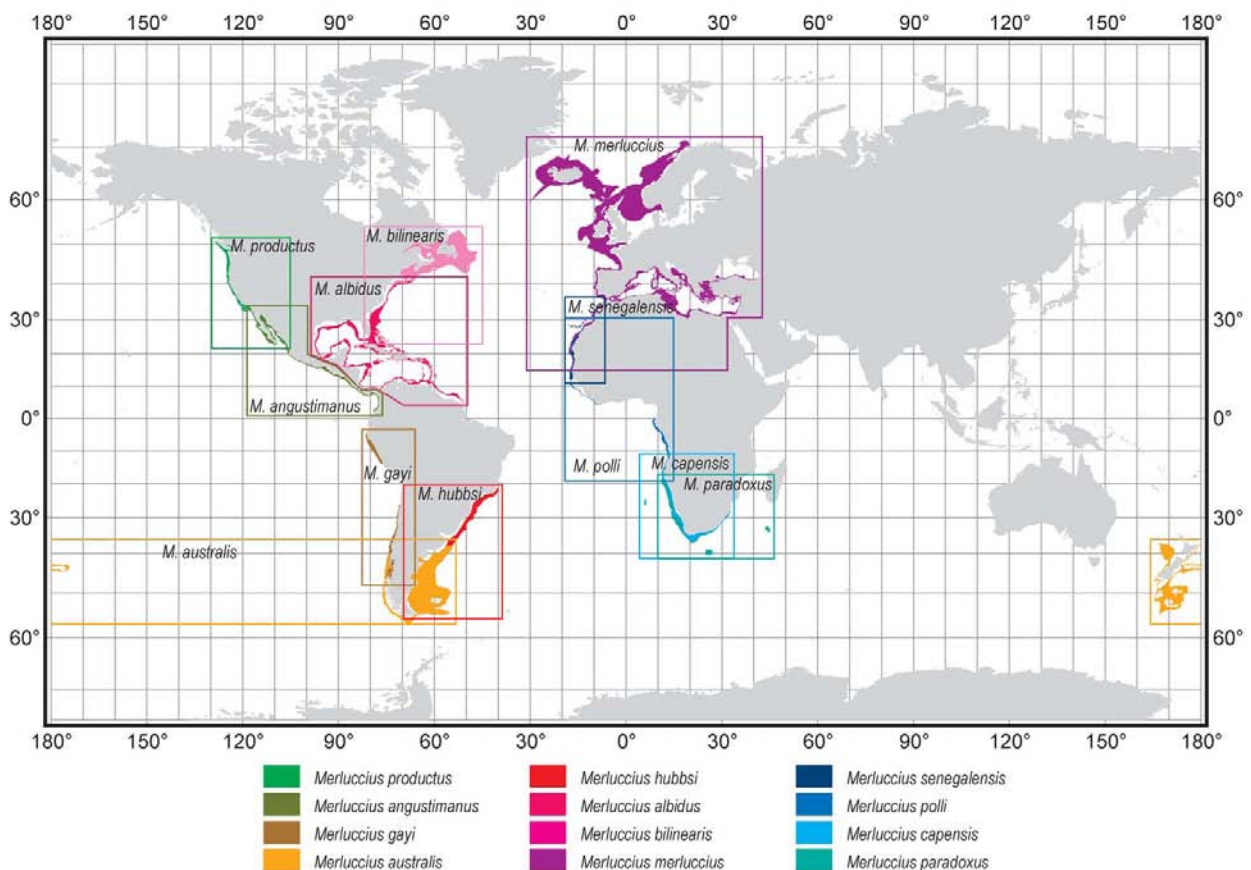 180° 150° 120° 90° 60° 30° 0° 30° 60° 90° 120° 150° 180°
M. merluccius
60° 60°
M. productus
M. bilinearis
M. albidus
M. senegalensis
30° 30°
M. angustimanus
0° 0°
M. gayi
M. polli
M. capensis
M. paradoxus
M. hubbsi
30° 30°
M. australis
60° 60°
180° 150° 120° 90° 60° 30° 0° 30° 60° 90° 120° 150° 180°
Merluccius productus
Merluccius angustimanus
Merluccius gayi
Merluccius australis
Merluccius hubbsi
Merluccius albidus
Merluccius bilinearis
Merluccius merluccius
Merluccius senegalensis
Merluccius polli
Merluccius capensis
Merluccius paradoxus